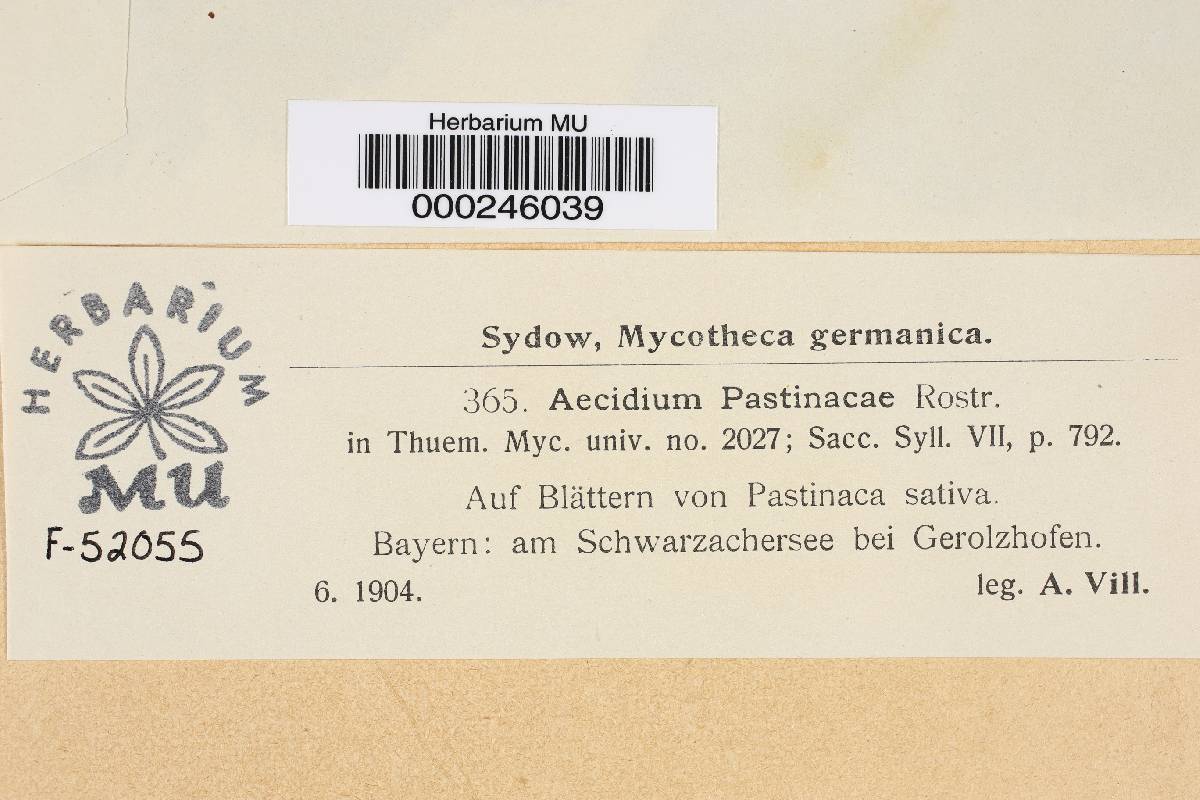 Herbarium MU
000246039
HERBARIUM
MU
F-52055
Sydow, Mycotheca germanica.
365. Aecidium Pastinacae Rostr.
in Thuem. Myc. univ. no. 2027; Sacc. Syll. VII, p. 792.
Auf Blättern von Pastinaca sativa.
Bayern: am Schwarzachersee bei Gerolzhofen.
6. 1904.
leg. A. Vill.